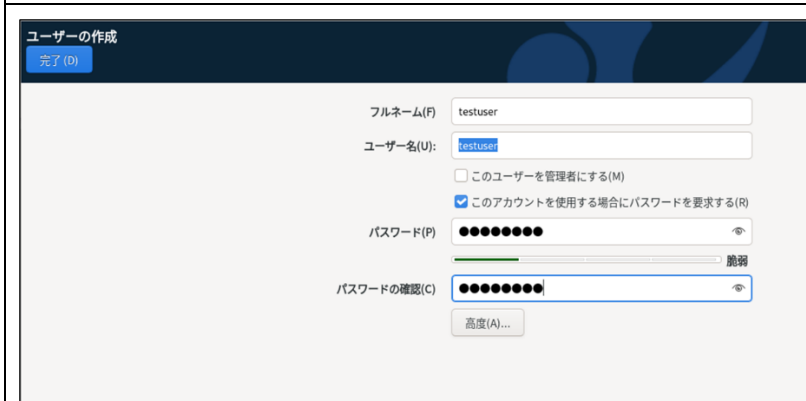 ユーザーの作成
完了(D)
フルネーム(F) testuser
ユーザー名(U): testuser
このユーザーを管理者にする(M)
このアカウントを使用する場合にパスワードを要求する(R)
パスワード(P) ●●●●●●●●
脆弱
パスワードの確認(C) ●●●●●●●●
高度(A)...